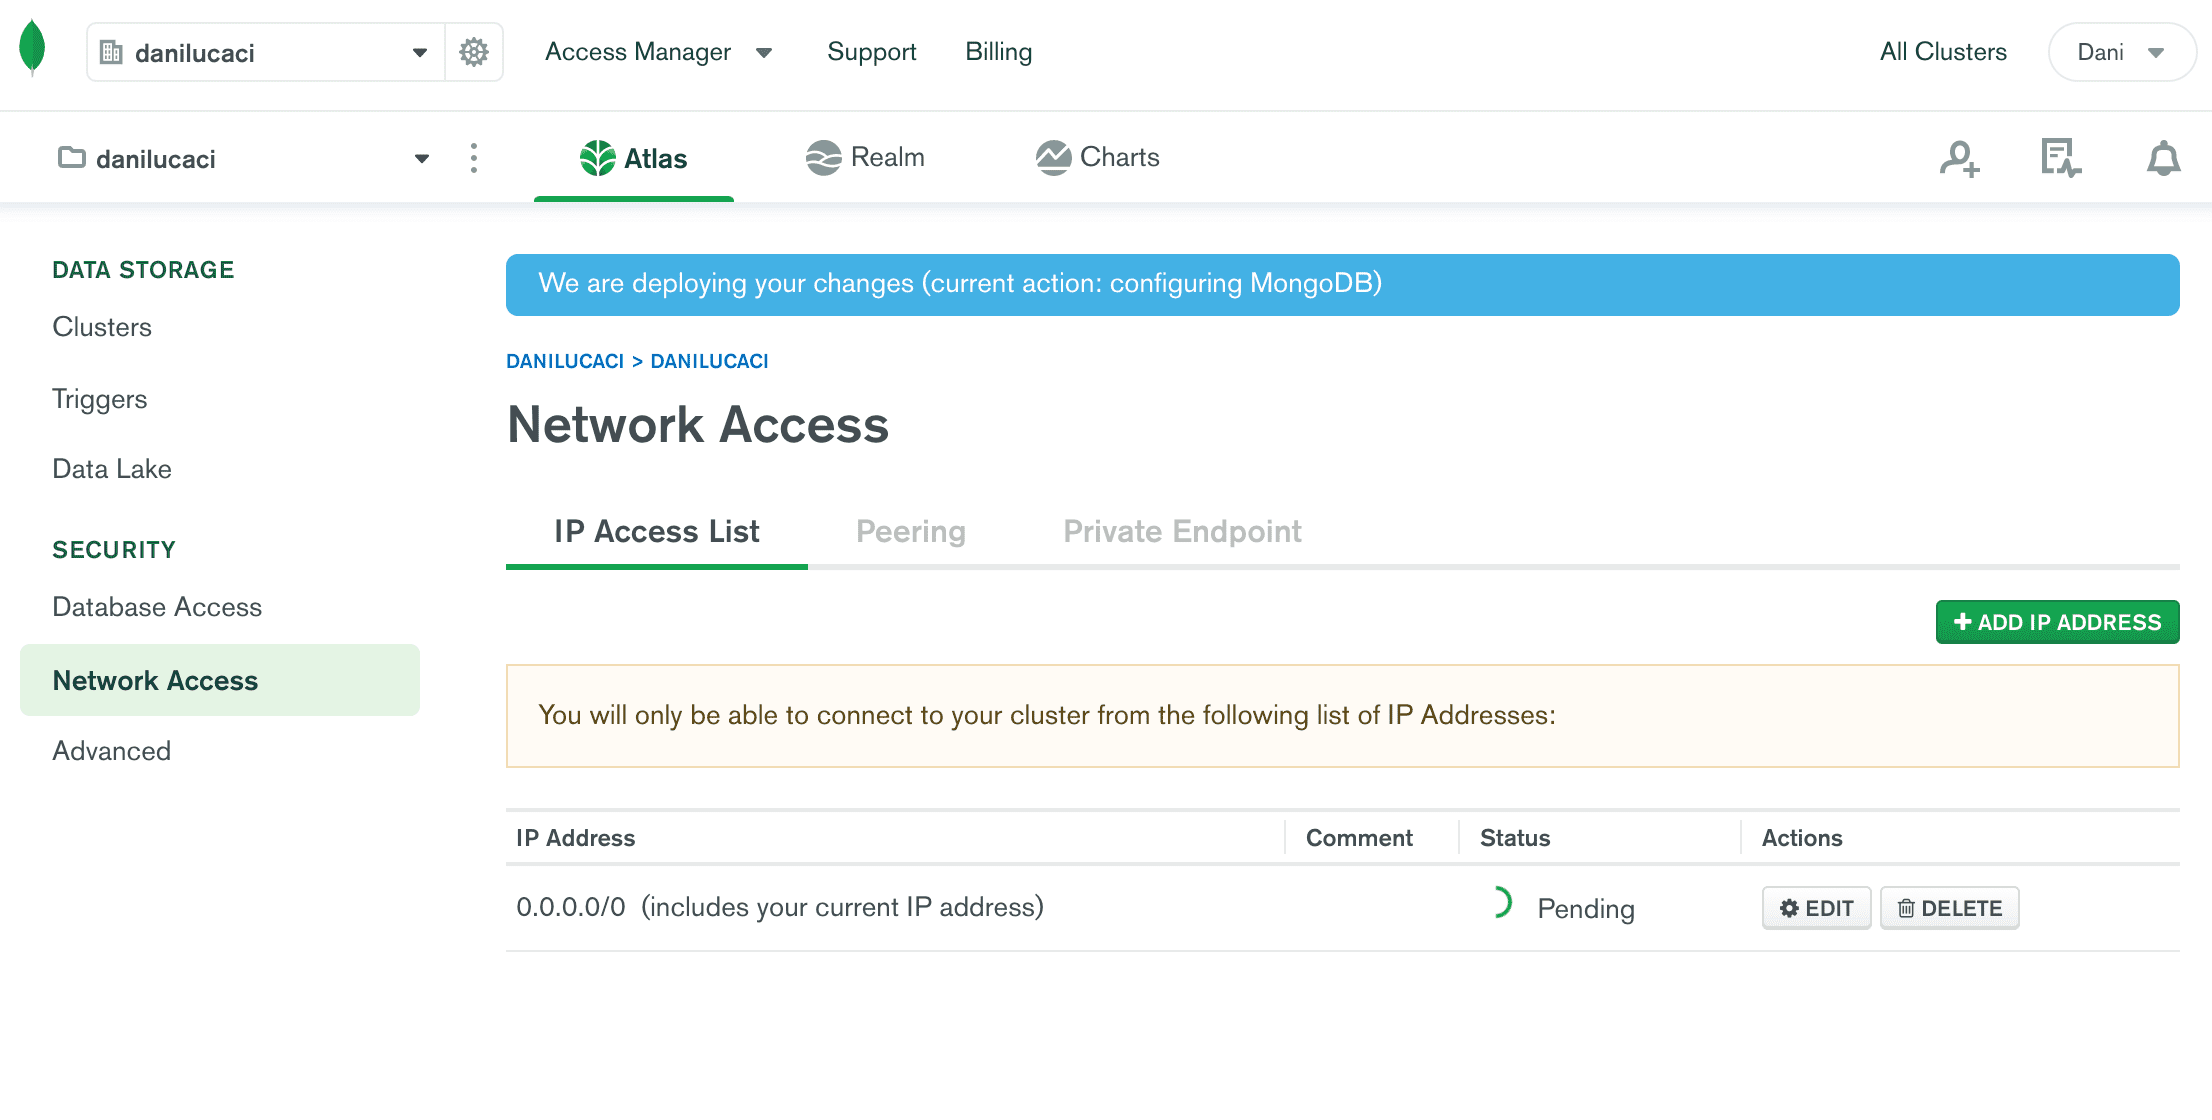 danilucaci
Access Manager
Support
Billing
All Clusters
Dani
danilucaci
Atlas
Realm
Charts
DATA STORAGE
Clusters
Triggers
Data Lake
SECURITY
Database Access
Network Access
Advanced
We are deploying your changes (current action: configuring MongoDB)
DANILUCACI > DANILUCACI
Network Access
IP Access List
Peering
Private Endpoint
+ ADD IP ADDRESS
You will only be able to connect to your cluster from the following list of IP Addresses:
IP Address Comment Status Actions
0.0.0.0/0 (includes your current IP address) Pending EDIT DELETE